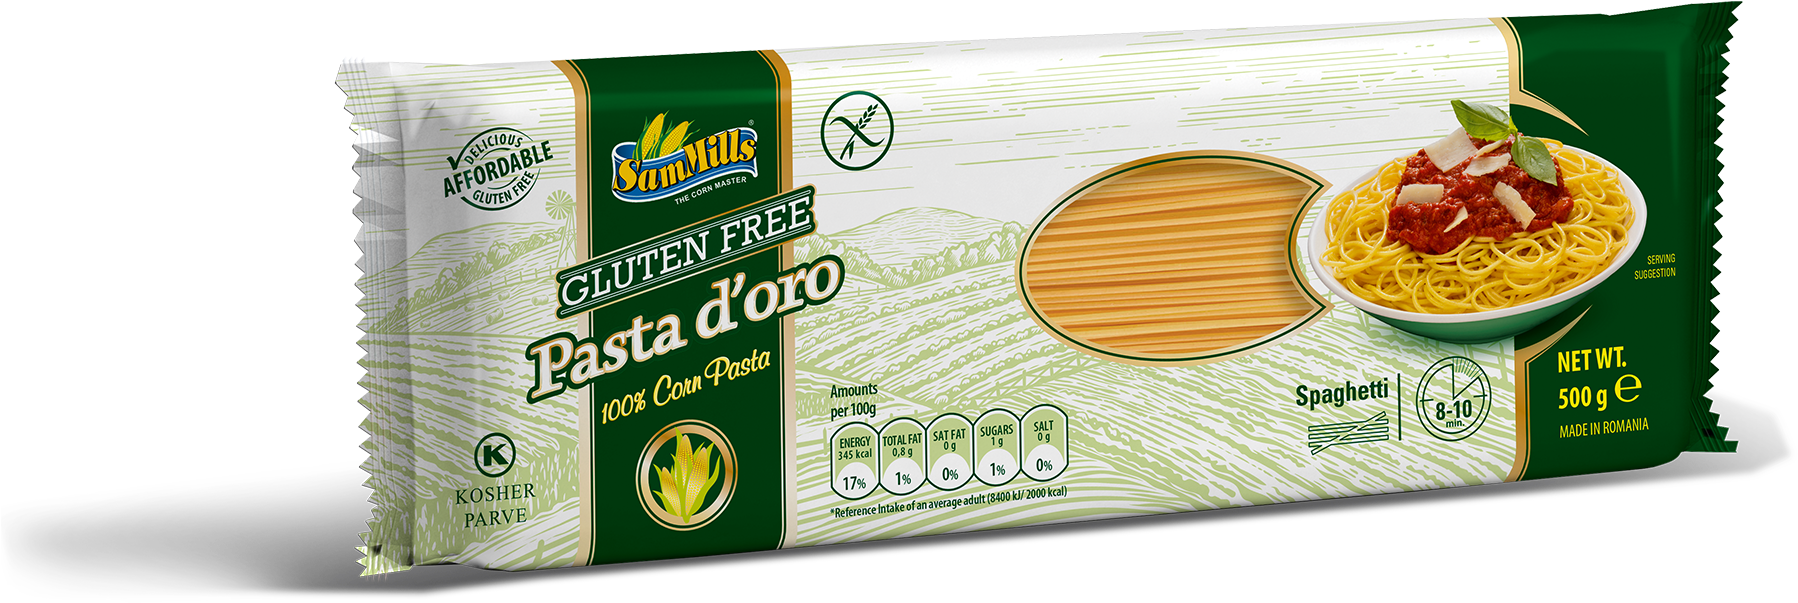 DELICIOUS
AFFORDABLE
GLUTEN FREE
SamMills®
THE CORN MASTER
GLUTEN FREE
Pasta d'oro
100% Corn Pasta
K
KOSHER
PARVE
Amounts
per 100g
ENERGY
345 kcal
17%
TOTAL FAT
0,8 g
1%
SAT FAT
0 g
0%
SUGARS
1 g
1%
SALT
0 g
0%
*Reference Intake of an average adult (8400 kJ/ 2000 kcal)
Spaghetti
8-10
min.
SERVING
SUGGESTION
NET WT.
500 g ℮
MADE IN ROMANIA